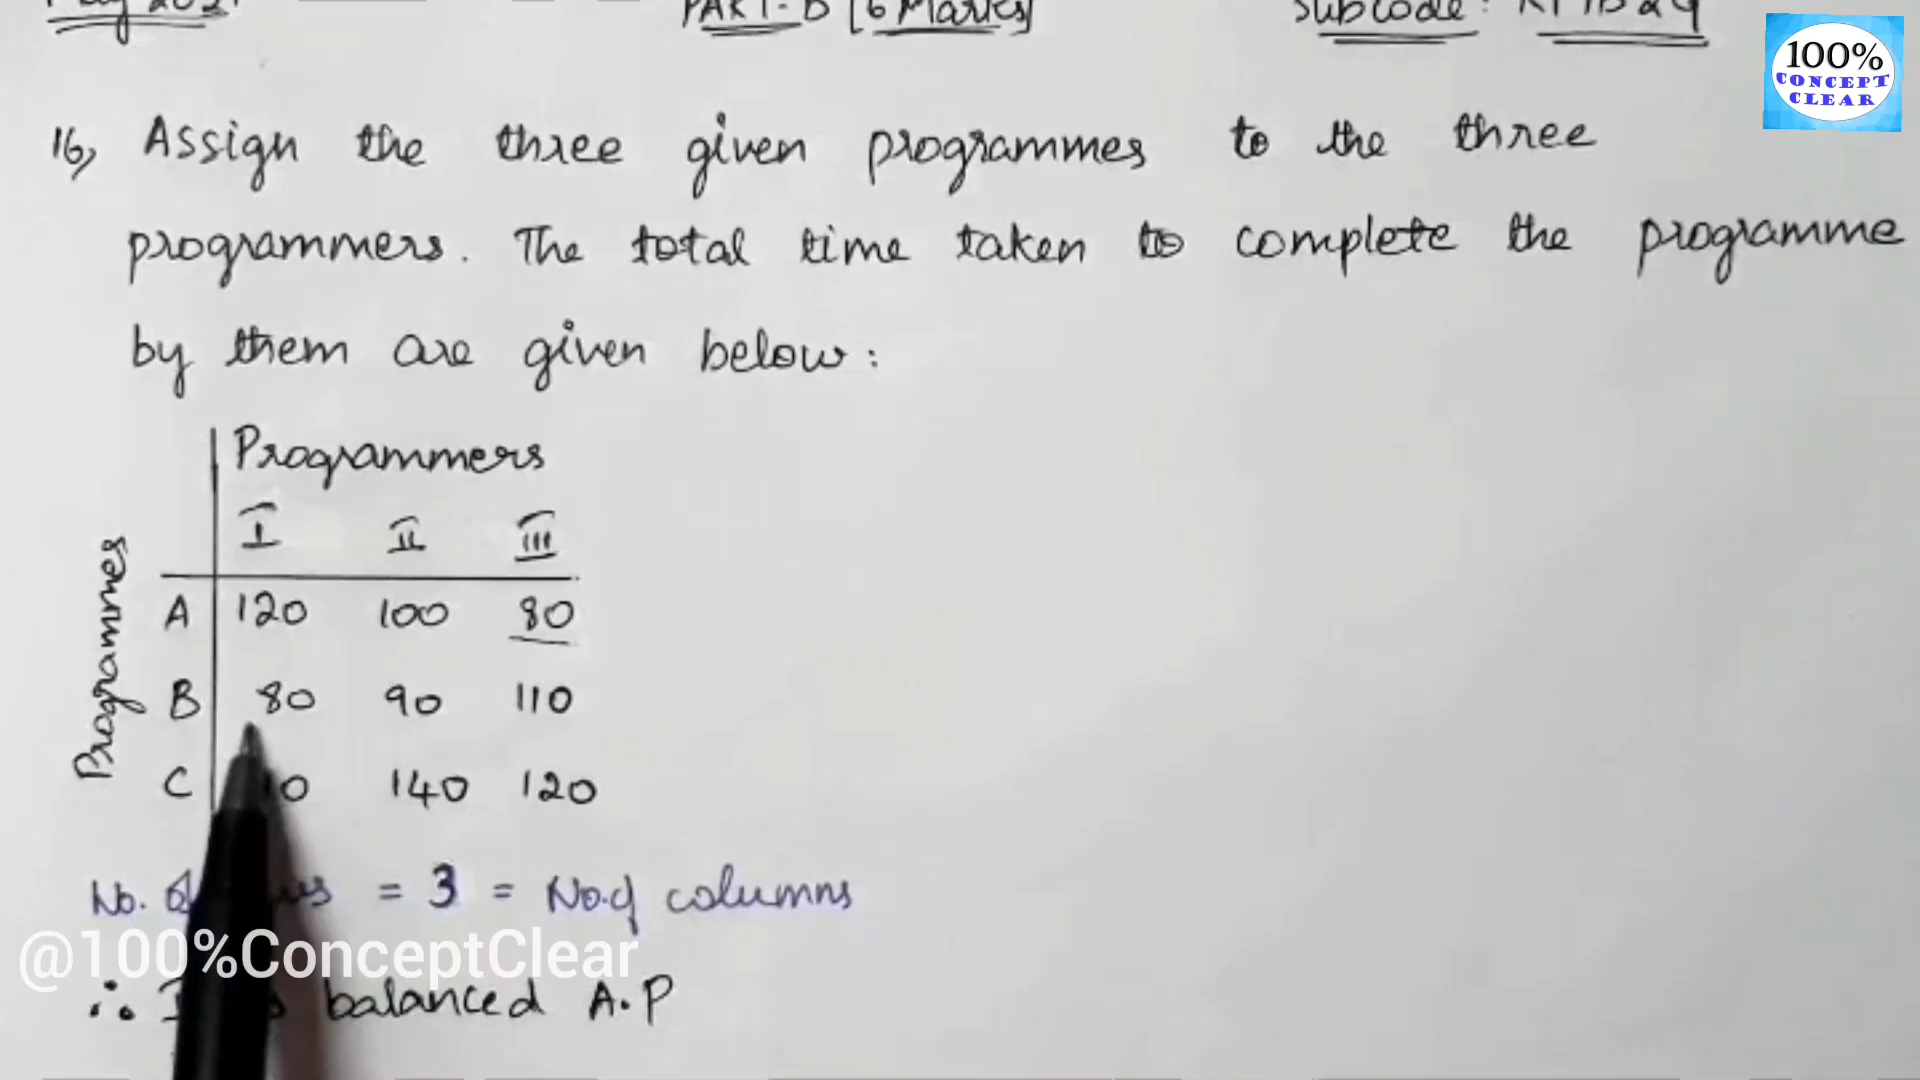 PART-B [6 Marks]
100%
CONCEPT
CLEAR
16, Assign the three given programmes to the three
programmers. The total time taken to complete the programme
by them are given below:
Programmers
I II III
Programmes
A 120 100 80
B 80 90 110
C 140 120
No. = 3 = No.of columns
@100%ConceptClear
∴ balanced A.P